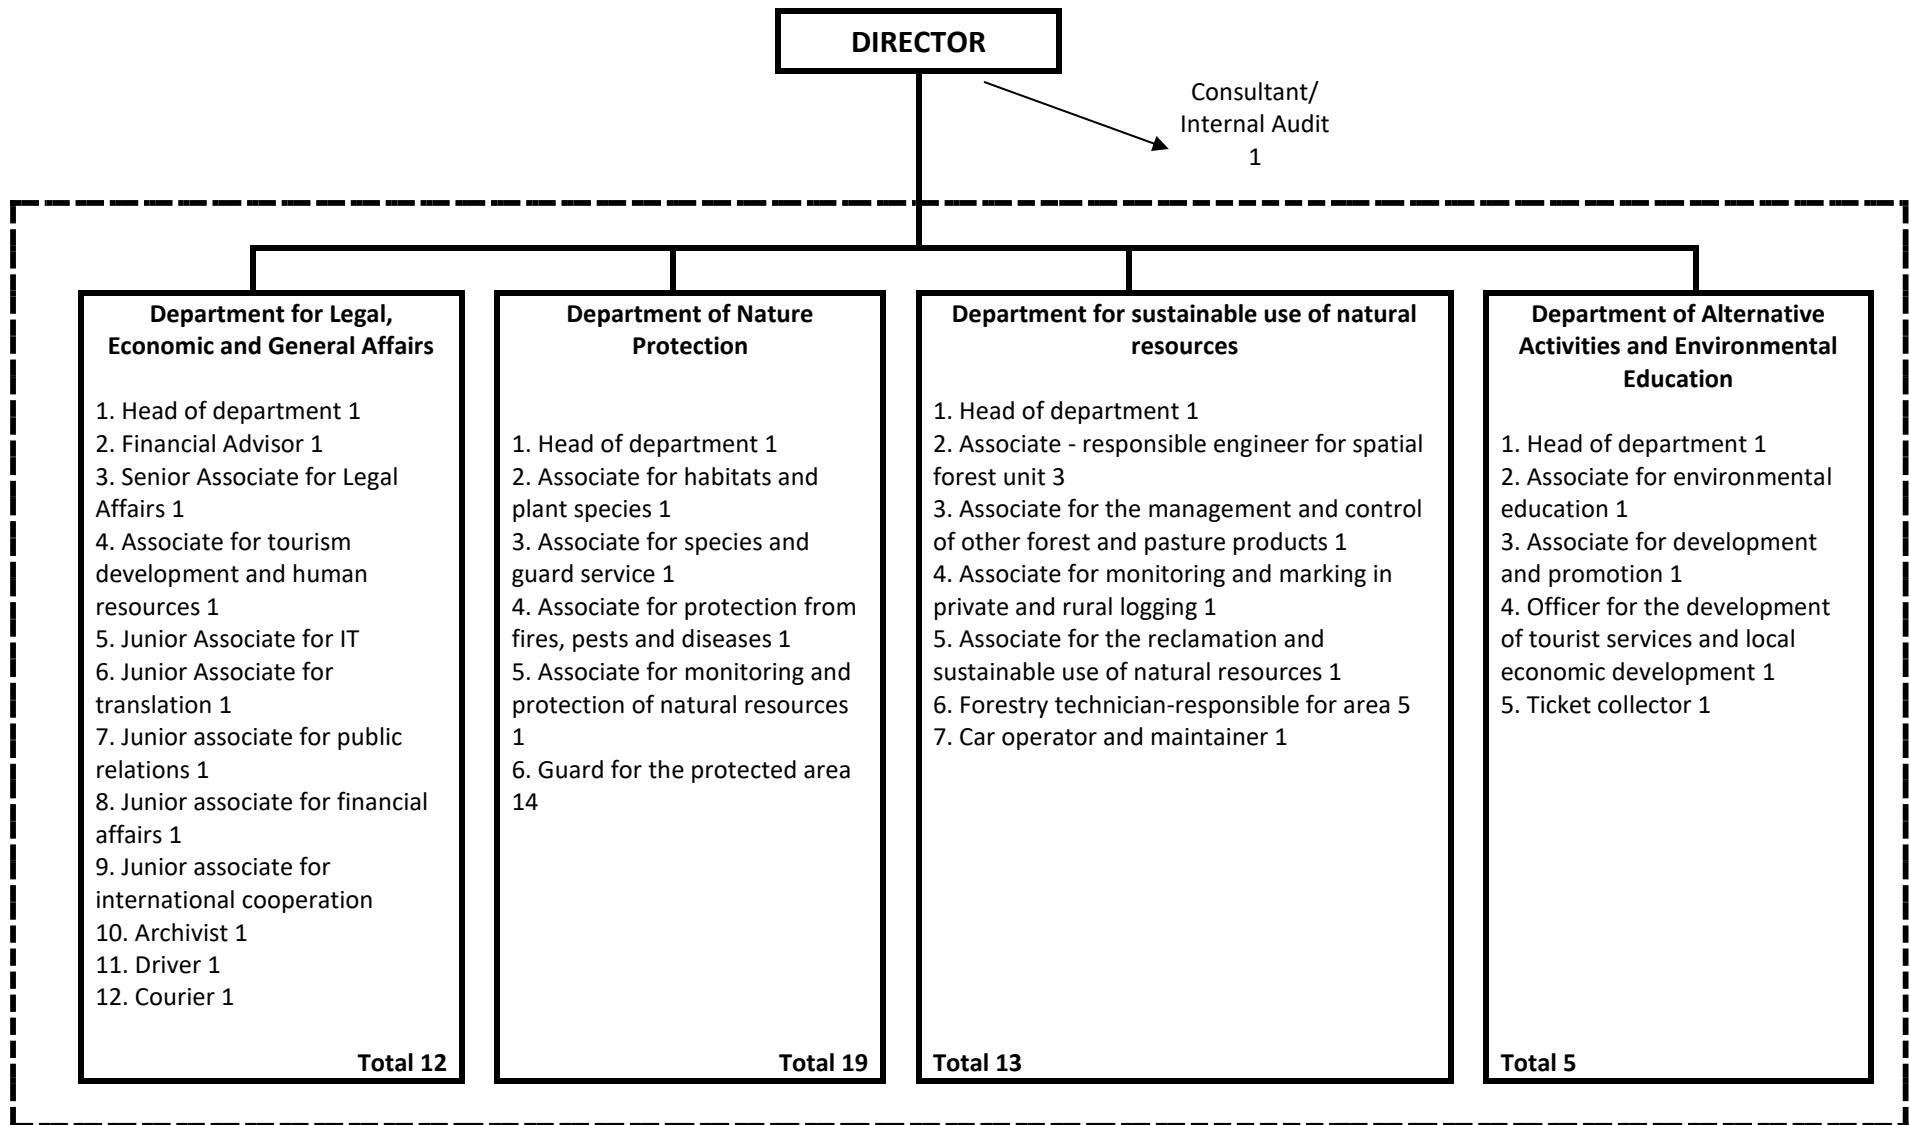 DIRECTOR
Consultant/
Internal Audit
1
Department for Legal,
Economic and General Affairs
1. Head of department 1
2. Financial Advisor 1
3. Senior Associate for Legal
Affairs 1
4. Associate for tourism
development and human
resources 1
5. Junior Associate for IT
6. Junior Associate for
translation 1
7. Junior associate for public
relations 1
8. Junior associate for financial
affairs 1
9. Junior associate for
international cooperation
10. Archivist 1
11. Driver 1
12. Courier 1
Total 12
Department of Nature
Protection
1. Head of department 1
2. Associate for habitats and
plant species 1
3. Associate for species and
guard service 1
4. Associate for protection from
fires, pests and diseases 1
5. Associate for monitoring and
protection of natural resources
1
6. Guard for the protected area
14
Total 19
Department for sustainable use of natural
resources
1. Head of department 1
2. Associate - responsible engineer for spatial
forest unit 3
3. Associate for the management and control
of other forest and pasture products 1
4. Associate for monitoring and marking in
private and rural logging 1
5. Associate for the reclamation and
sustainable use of natural resources 1
6. Forestry technician-responsible for area 5
7. Car operator and maintainer 1
Total 13
Department of Alternative
Activities and Environmental
Education
1. Head of department 1
2. Associate for environmental
education 1
3. Associate for development
and promotion 1
4. Officer for the development
of tourist services and local
economic development 1
5. Ticket collector 1
Total 5